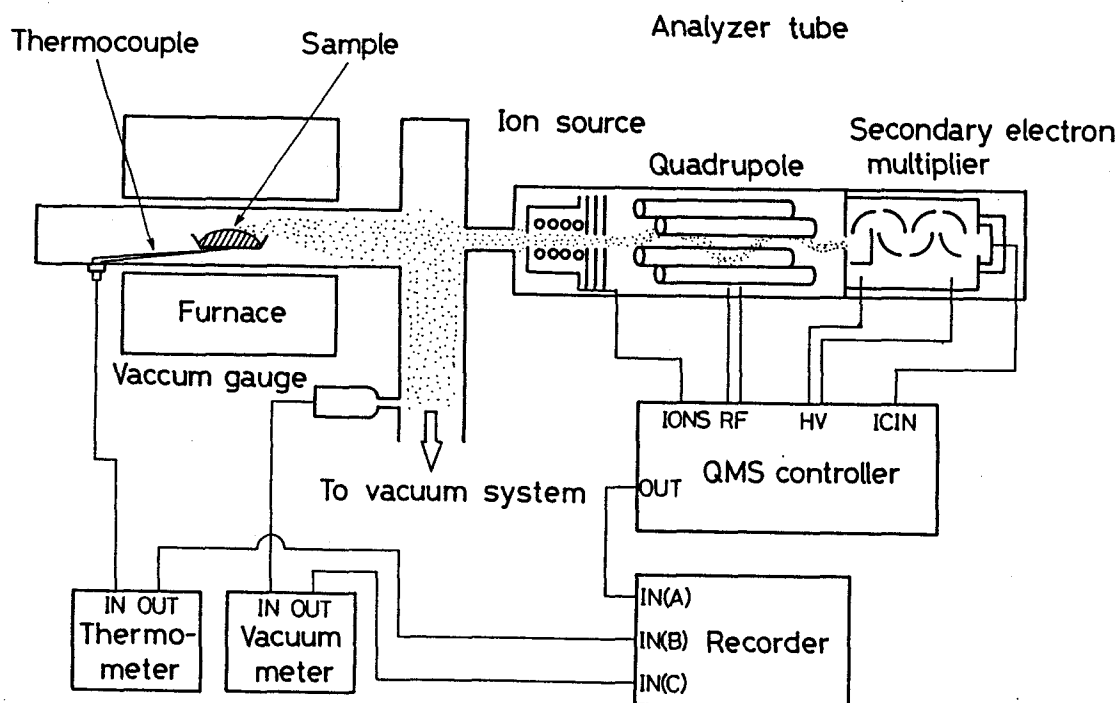 Analyzer tube
Thermocouple
Sample
Ion source
Secondary electron
multiplier
Quadrupole
Furnace
Vaccum gauge
To vacuum system
IONS RF HV ICIN
QMS controller
OUT
IN OUT
Thermo-
meter
IN OUT
Vacuum
meter
IN(A)
IN(B)
Recorder
IN(C)